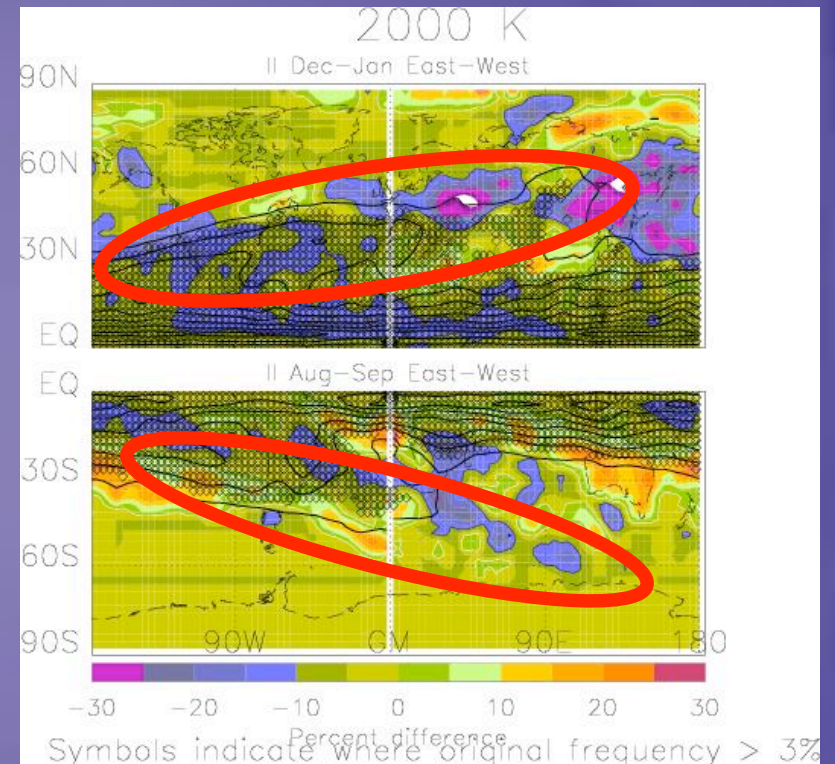 2000 K
II Dec-Jan East-West
90N
60N
30N
EQ
II Aug-Sep East-West
EQ
30S
60S
90S 90W GM 90E 180
-30 -20 -10 0 10 20 30
Percent difference
Symbols indicate where original frequency > 3%